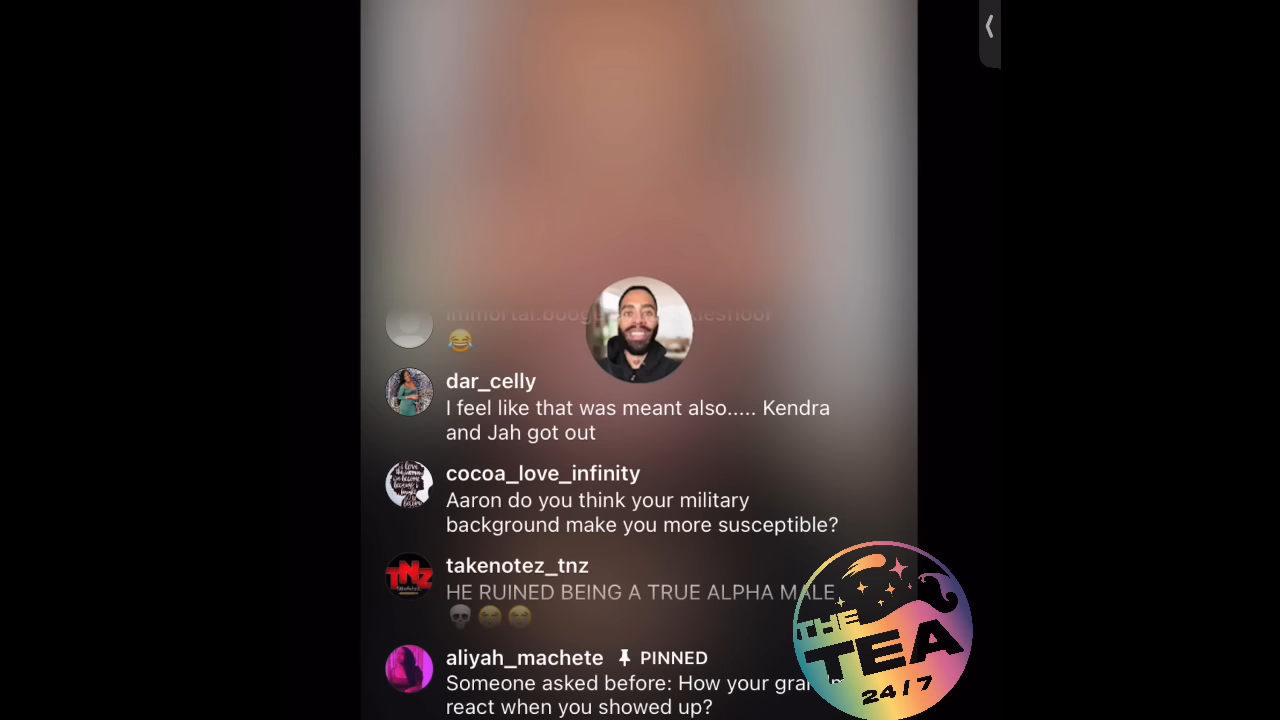 😂
dar_celly
I feel like that was meant also..... Kendra
and Jah got out
cocoa_love_infinity
Aaron do you think your military
background make you more susceptible?
takenotez_tnz
HE RUINED BEING A TRUE ALPHA MALE
aliyah_machete PINNED
Someone asked before: How your
react when you showed up?
THE
TEA
24/7
TNZ